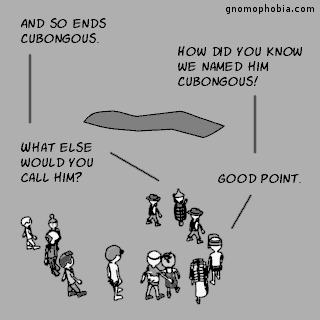 gnomophobia.com
AND SO ENDS
CUBONGOUS.
HOW DID YOU KNOW
WE NAMED HIM
CUBONGOUS!
WHAT ELSE
WOULD YOU
CALL HIM?
GOOD POINT.